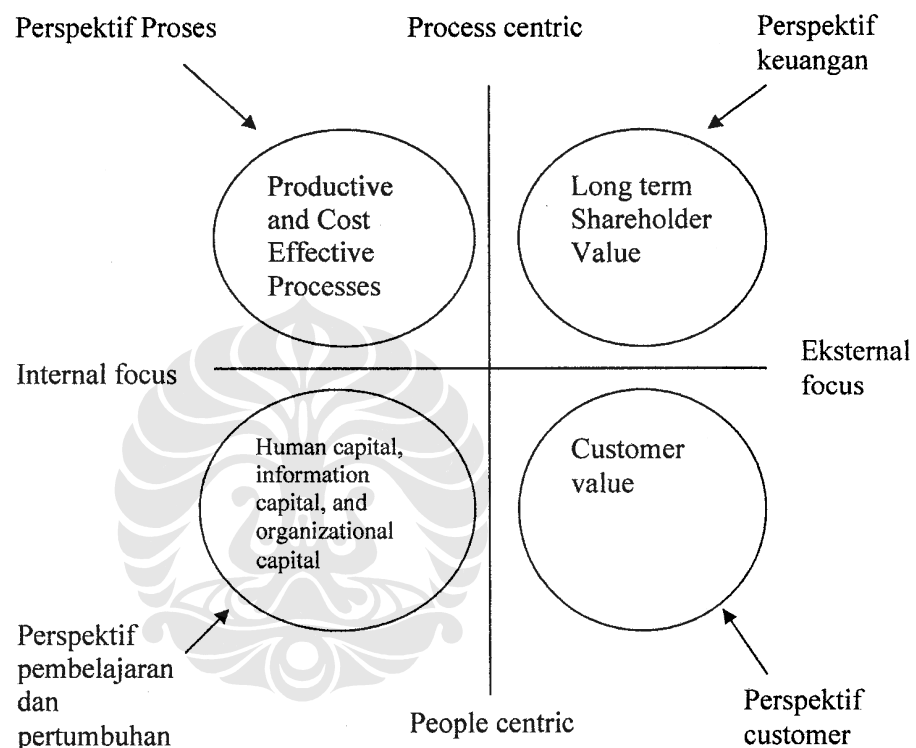 Perspektif Proses
Process centric
Perspektif
keuangan
Productive
and Cost
Effective
Processes
Long term
Shareholder
Value
Internal focus
Eksternal
focus
Human capital,
information
capital, and
organizational
capital
Customer
value
Perspektif
pembelajaran
dan
pertumbuhan
People centric
Perspektif
customer